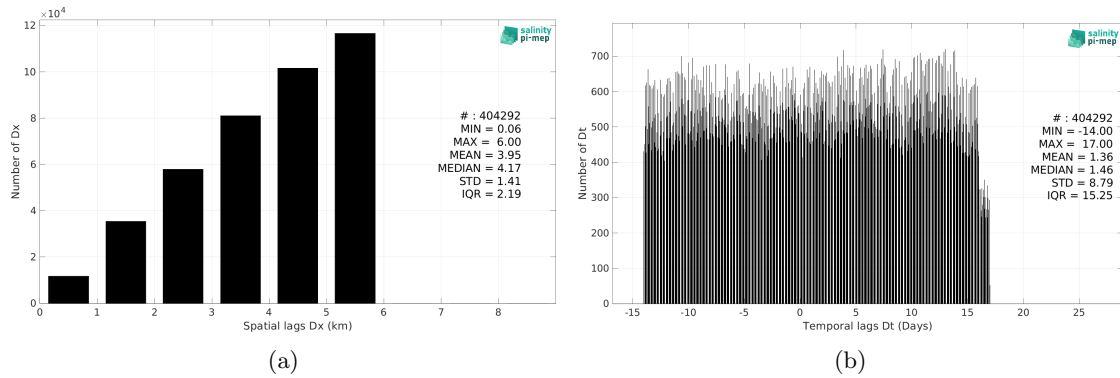 ×10⁴
12
10
8
6
4
2
0
0 1 2 3 4 5 6 7 8
Number of Dx
Spatial lags Dx (km)
salinity
pi-mep
# : 404292
MIN = 0.06
MAX = 6.00
MEAN = 3.95
MEDIAN = 4.17
STD = 1.41
IQR = 2.19
(a)
700
600
500
400
300
200
100
0
-15 -10 -5 0 5 10 15 20 25
Number of Dt
Temporal lags Dt (Days)
salinity
pi-mep
# : 404292
MIN = -14.00
MAX = 17.00
MEAN = 1.36
MEDIAN = 1.46
STD = 8.79
IQR = 15.25
(b)